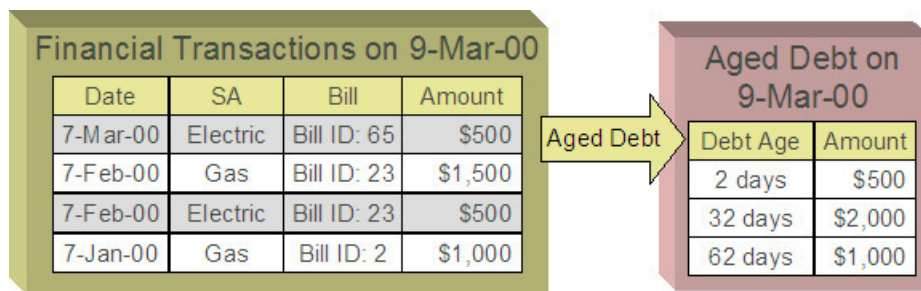 Financial Transactions on 9-Mar-00
Date SA Bill Amount
7-Mar-00 Electric Bill ID: 65 $500
7-Feb-00 Gas Bill ID: 23 $1,500
7-Feb-00 Electric Bill ID: 23 $500
7-Jan-00 Gas Bill ID: 2 $1,000
Aged Debt
Aged Debt on
9-Mar-00
Debt Age Amount
2 days $500
32 days $2,000
62 days $1,000